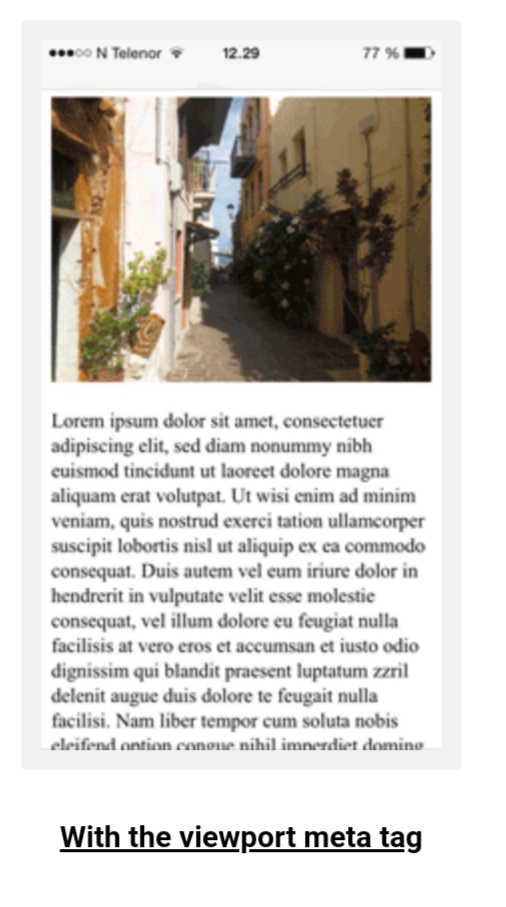 N Telenor 12.29 77 %
Lorem ipsum dolor sit amet, consectetuer
adipiscing elit, sed diam nonummy nibh
euismod tincidunt ut laoreet dolore magna
aliquam erat volutpat. Ut wisi enim ad minim
veniam, quis nostrud exerci tation ullamcorper
suscipit lobortis nisl ut aliquip ex ea commodo
consequat. Duis autem vel eum iriure dolor in
hendrerit in vulputate velit esse molestie
consequat, vel illum dolore eu feugiat nulla
facilisis at vero eros et accumsan et iusto odio
dignissim qui blandit praesent luptatum zzril
delenit augue duis dolore te feugait nulla
facilisi. Nam liber tempor cum soluta nobis
eleifend option congue nihil imperdiet doming
With the viewport meta tag